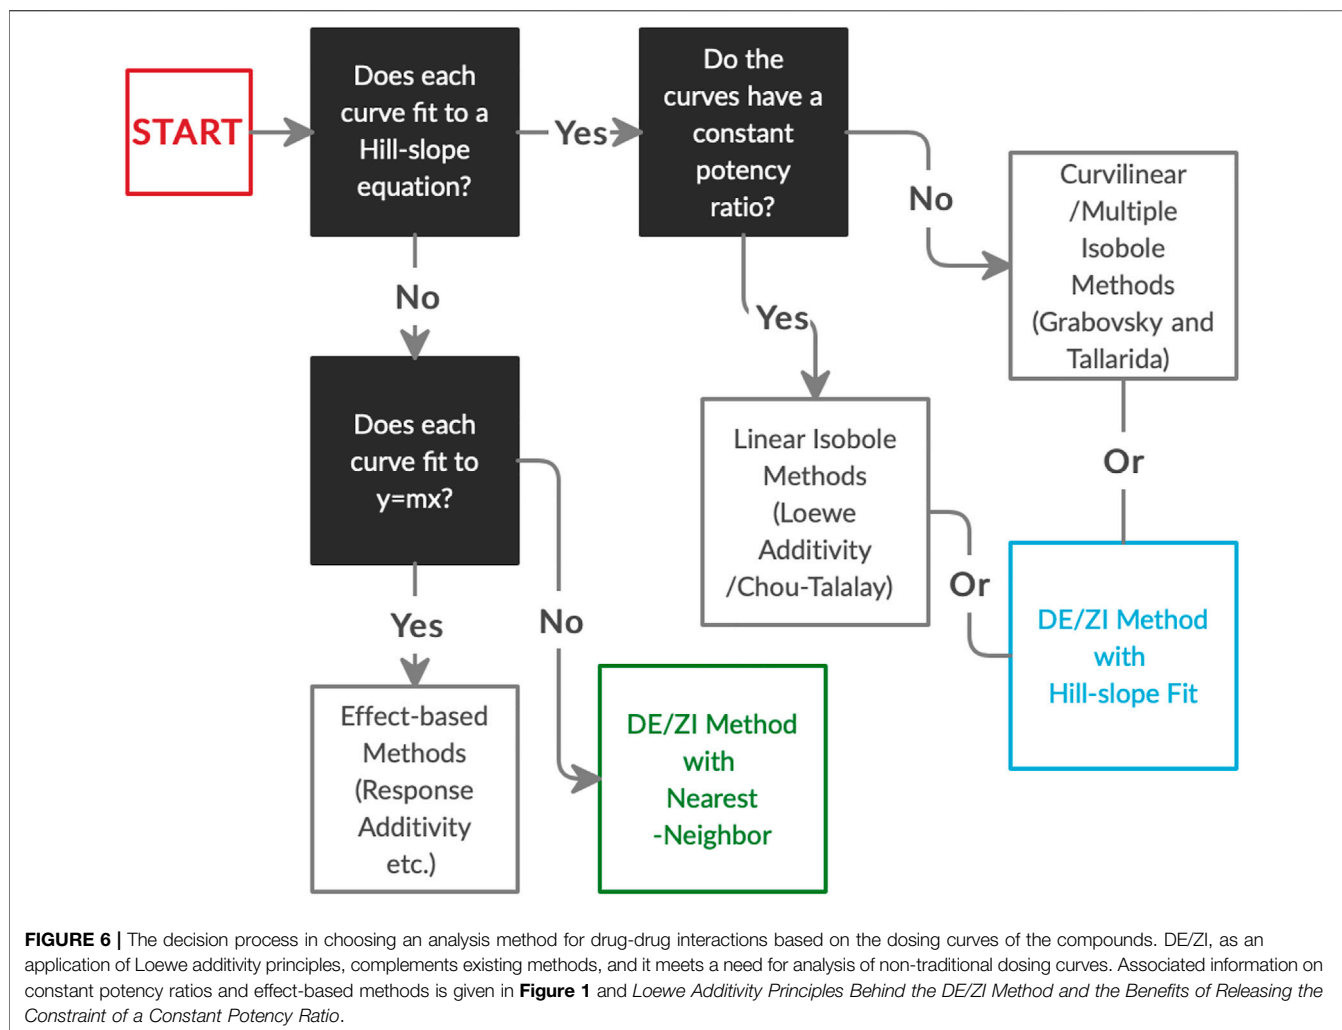 START
Does each
curve fit to a
Hill-slope
equation?
Yes
Do the
curves have a
constant
potency
ratio?
No
Curvilinear
/Multiple
Isobole
Methods
(Grabovsky and
Tallarida)
No
Yes
Does each
curve fit to
y=mx?
Linear Isobole
Methods
(Loewe
Additivity
/Chou-Talalay)
Or
Or
Yes
No
DE/ZI Method
with
Hill-slope Fit
Effect-based
Methods
(Response
Additivity
etc.)
DE/ZI Method
with
Nearest
-Neighbor
FIGURE 6 | The decision process in choosing an analysis method for drug-drug interactions based on the dosing curves of the compounds. DE/ZI, as an
application of Loewe additivity principles, complements existing methods, and it meets a need for analysis of non-traditional dosing curves. Associated information on
constant potency ratios and effect-based methods is given in Figure 1 and Loewe Additivity Principles Behind the DE/ZI Method and the Benefits of Releasing the
Constraint of a Constant Potency Ratio.